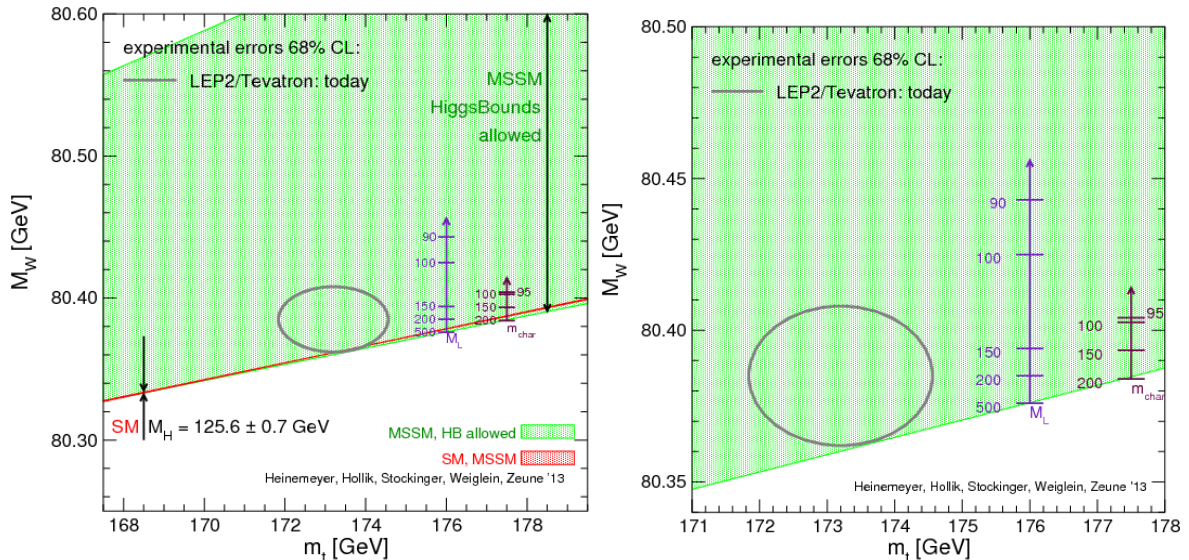 80.60
experimental errors 68% CL:
LEP2/Tevatron: today
MSSM
HiggsBounds
allowed
80.50
M_W [GeV]
80.40
90
100
150
200
500
M_L
100 95
150
200
m_char
SM M_H = 125.6 ± 0.7 GeV
80.30
MSSM, HB allowed
SM, MSSM
Heinemeyer, Hollik, Stockinger, Weiglein, Zeune '13
168 170 172 174 176 178
m_t [GeV]
80.50
experimental errors 68% CL:
LEP2/Tevatron: today
80.45
M_W [GeV]
80.40
90
100
150
200
500
M_L
95
100
150
200
m_char
80.35
Heinemeyer, Hollik, Stockinger, Weiglein, Zeune '13
171 172 173 174 175 176 177 178
m_t [GeV]